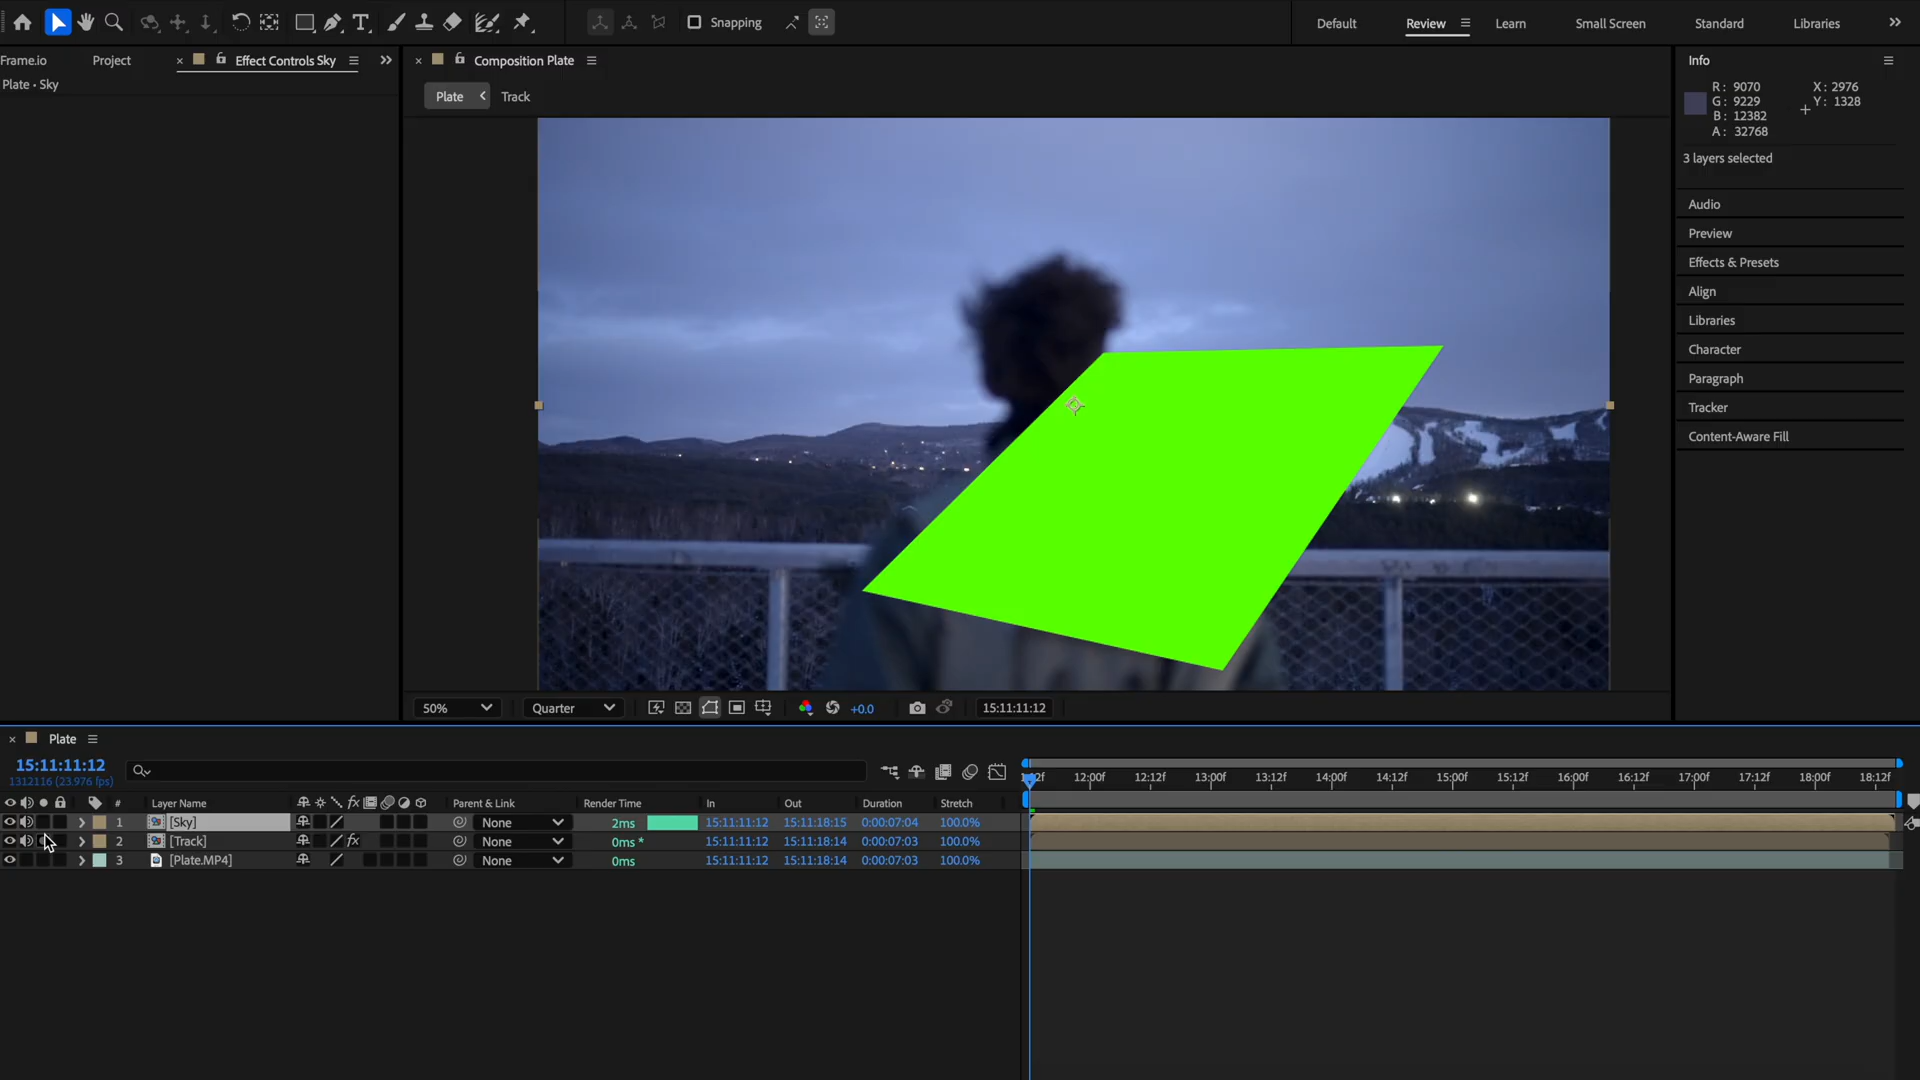 Snapping
Default
Review
Learn
Small Screen
Standard
Libraries
Frame.io
Project
Effect Controls Sky
Plate • Sky
Composition Plate
Plate
Track
Info
R: 9070
G: 9229
B: 12382
A: 32768
X: 2976
Y: 1328
3 layers selected
Audio
Preview
Effects & Presets
Align
Libraries
Character
Paragraph
Tracker
Content-Aware Fill
50%
Quarter
+0.0
15:11:11:12
Plate
15:11:11:12
1312116 (23.976 fps)
12:00f 12:12f 13:00f 13:12f 14:00f 14:12f 15:00f 15:12f 16:00f 16:12f 17:00f 17:12f 18:00f 18:12f
# Layer Name Parent & Link Render Time In Out Duration Stretch
1 [Sky] None 2ms 15:11:11:12 15:11:18:15 0:00:07:04 100.0%
2 [Track] fx None 0ms * 15:11:11:12 15:11:18:14 0:00:07:03 100.0%
3 [Plate.MP4] None 0ms 15:11:11:12 15:11:18:14 0:00:07:03 100.0%